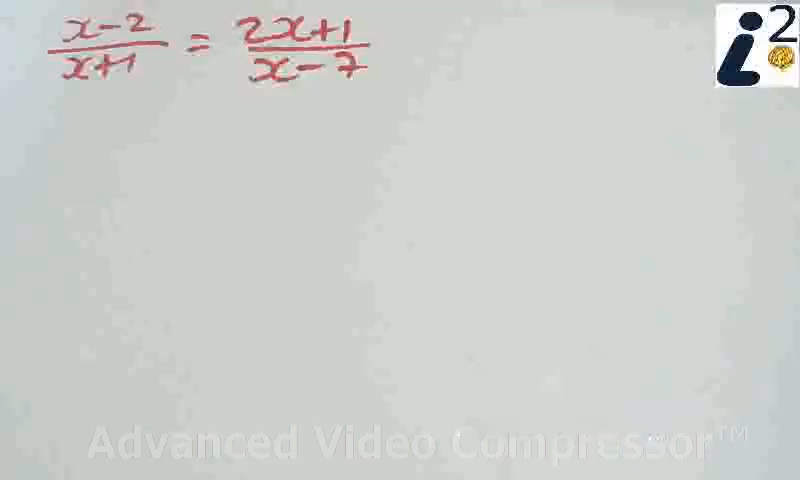 x-2/x+1 = 2x+1/x-7
i2
Advanced Video Compressor™